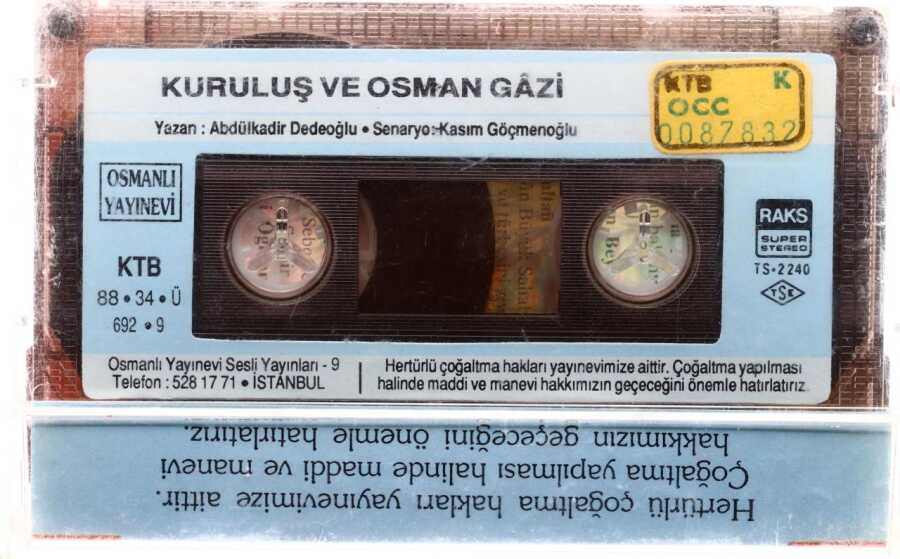 KURULUŞ VE OSMAN GÂZİ
KTB K
OCC
0087832
Yazan : Abdülkadir Dedeoğlu • Senaryo: Kasım Göçmenoğlu
OSMANLI
YAYINEVİ
KTB
88 • 34 • Ü
692 • 9
RAKS
SUPER
STEREO
TS-2240
TSE
Osmanlı Yayınevi Sesli Yayınları - 9
Telefon : 528 17 71 • İSTANBUL
Hertürlü çoğaltma hakları yayınevimize aittir. Çoğaltma yapılması
halinde maddi ve manevi hakkımızın geçeceğini önemle hatırlatırız.
Hertürlü çoğaltma hakları yayınevimize aittir.
Çoğaltma yapılması halinde maddi ve manevi
hakkımızın geçeceğini önemle hatırlatırız.